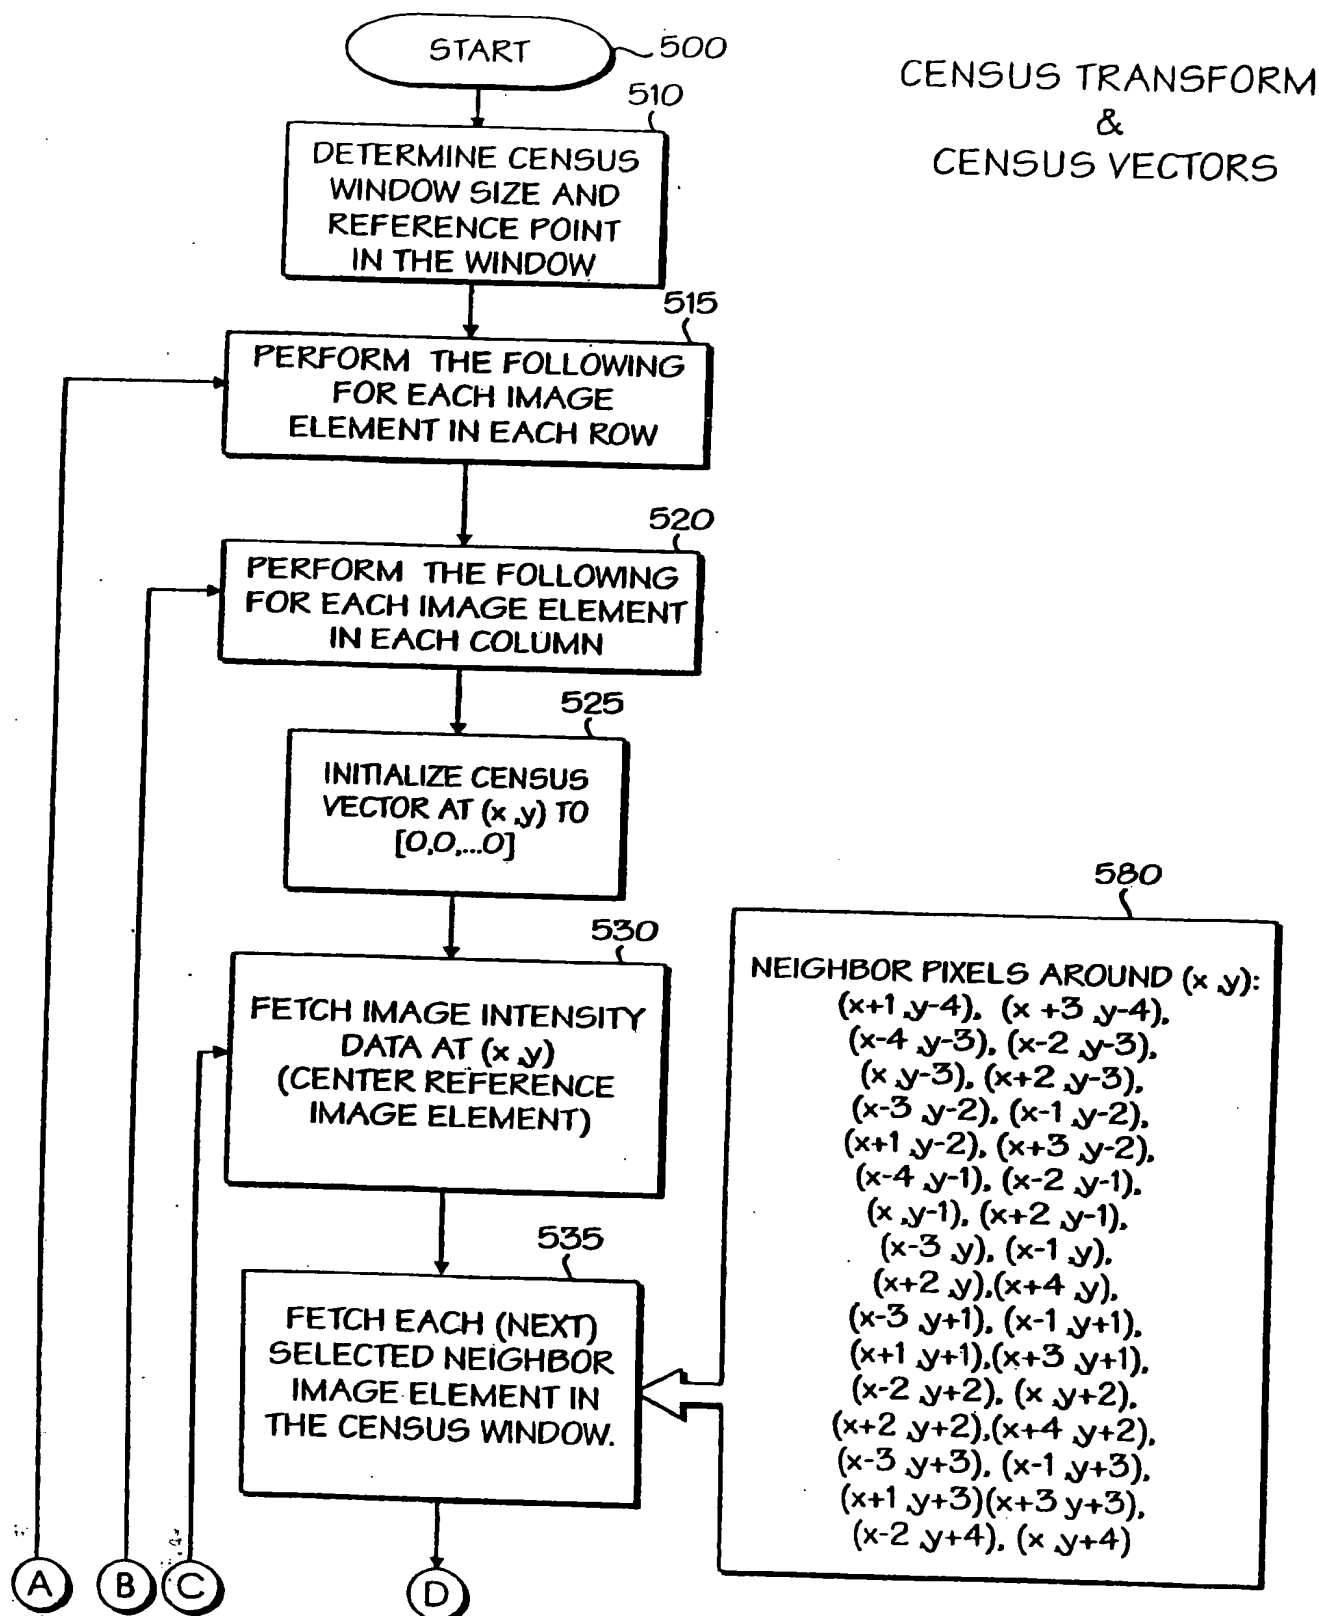 START
500
CENSUS TRANSFORM
&
CENSUS VECTORS
510
DETERMINE CENSUS
WINDOW SIZE AND
REFERENCE POINT
IN THE WINDOW
515
PERFORM THE FOLLOWING
FOR EACH IMAGE
ELEMENT IN EACH ROW
520
PERFORM THE FOLLOWING
FOR EACH IMAGE ELEMENT
IN EACH COLUMN
525
INITIALIZE CENSUS
VECTOR AT (x ,y) TO
[0,0,...0]
530
FETCH IMAGE INTENSITY
DATA AT (x ,y)
(CENTER REFERENCE
IMAGE ELEMENT)
535
FETCH EACH (NEXT)
SELECTED NEIGHBOR
IMAGE ELEMENT IN
THE CENSUS WINDOW.
580
NEIGHBOR PIXELS AROUND (x ,y):
(x+1 ,y-4), (x +3 ,y-4),
(x-4 ,y-3), (x-2 ,y-3),
(x ,y-3), (x+2 ,y-3),
(x-3 ,y-2), (x-1 ,y-2),
(x+1 ,y-2), (x+3 ,y-2),
(x-4 ,y-1), (x-2 ,y-1),
(x ,y-1), (x+2 ,y-1),
(x-3 ,y), (x-1 ,y),
(x+2 ,y),(x+4 ,y),
(x-3 ,y+1), (x-1 ,y+1),
(x+1 ,y+1),(x+3 ,y+1),
(x-2 ,y+2), (x ,y+2),
(x+2 ,y+2),(x+4 ,y+2),
(x-3 ,y+3), (x-1 ,y+3),
(x+1 ,y+3)(x+3 y+3),
(x-2 ,y+4), (x ,y+4)
A
B
C
D